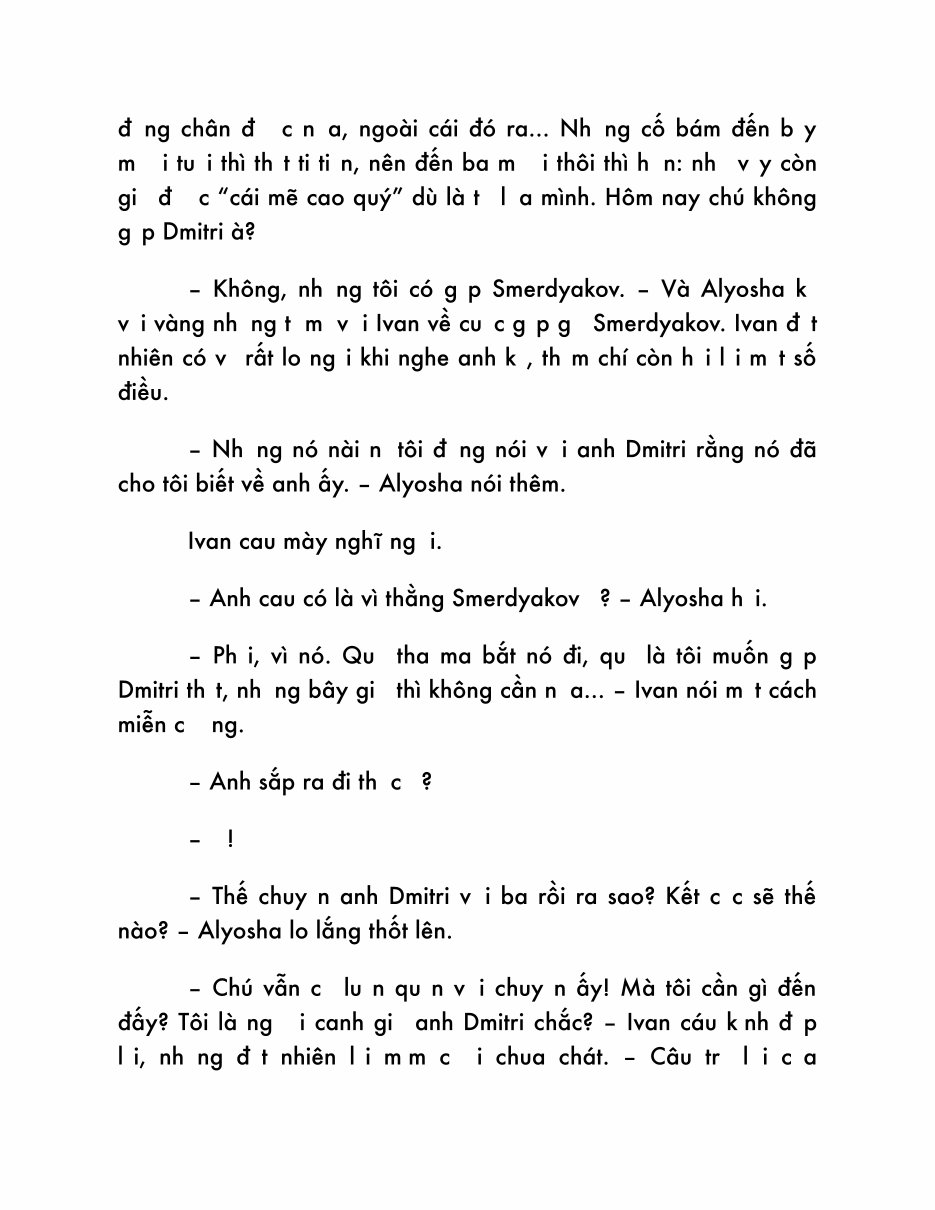 đ ng chân đ c n a, ngoài cái đó ra... Nh ng cố bám đến b y
m i tu i thì th t ti ti n, nên đến ba m i thôi thì h n: nh v y còn
gi đ c “cái mẽ cao quý” dù là t l a mình. Hôm nay chú không
g p Dmitri à?
– Không, nh ng tôi có g p Smerdyakov. – Và Alyosha k
v i vàng nh ng t m v i Ivan về cu c g p g Smerdyakov. Ivan đ t
nhiên có v rất lo ng i khi nghe anh k , th m chí còn h i l i m t số
điều.
– Nh ng nó nài n tôi đ ng nói v i anh Dmitri rằng nó đã
cho tôi biết về anh ấy. – Alyosha nói thêm.
Ivan cau mày nghĩ ng i.
– Anh cau có là vì thằng Smerdyakov ? – Alyosha h i.
– Ph i, vì nó. Qu tha ma bắt nó đi, qu là tôi muốn g p
Dmitri th t, nh ng bây gi thì không cần n a... – Ivan nói m t cách
miễn c ng.
– Anh sắp ra đi th c ?
– !
– Thế chuy n anh Dmitri v i ba rồi ra sao? Kết c c sẽ thế
nào? – Alyosha lo lắng thốt lên.
– Chú vẫn c lu n qu n v i chuy n ấy! Mà tôi cần gì đến
đấy? Tôi là ng i canh gi anh Dmitri chắc? – Ivan cáu k nh đ p
l i, nh ng đ t nhiên l i m m c i chua chát. – Câu tr l i c a